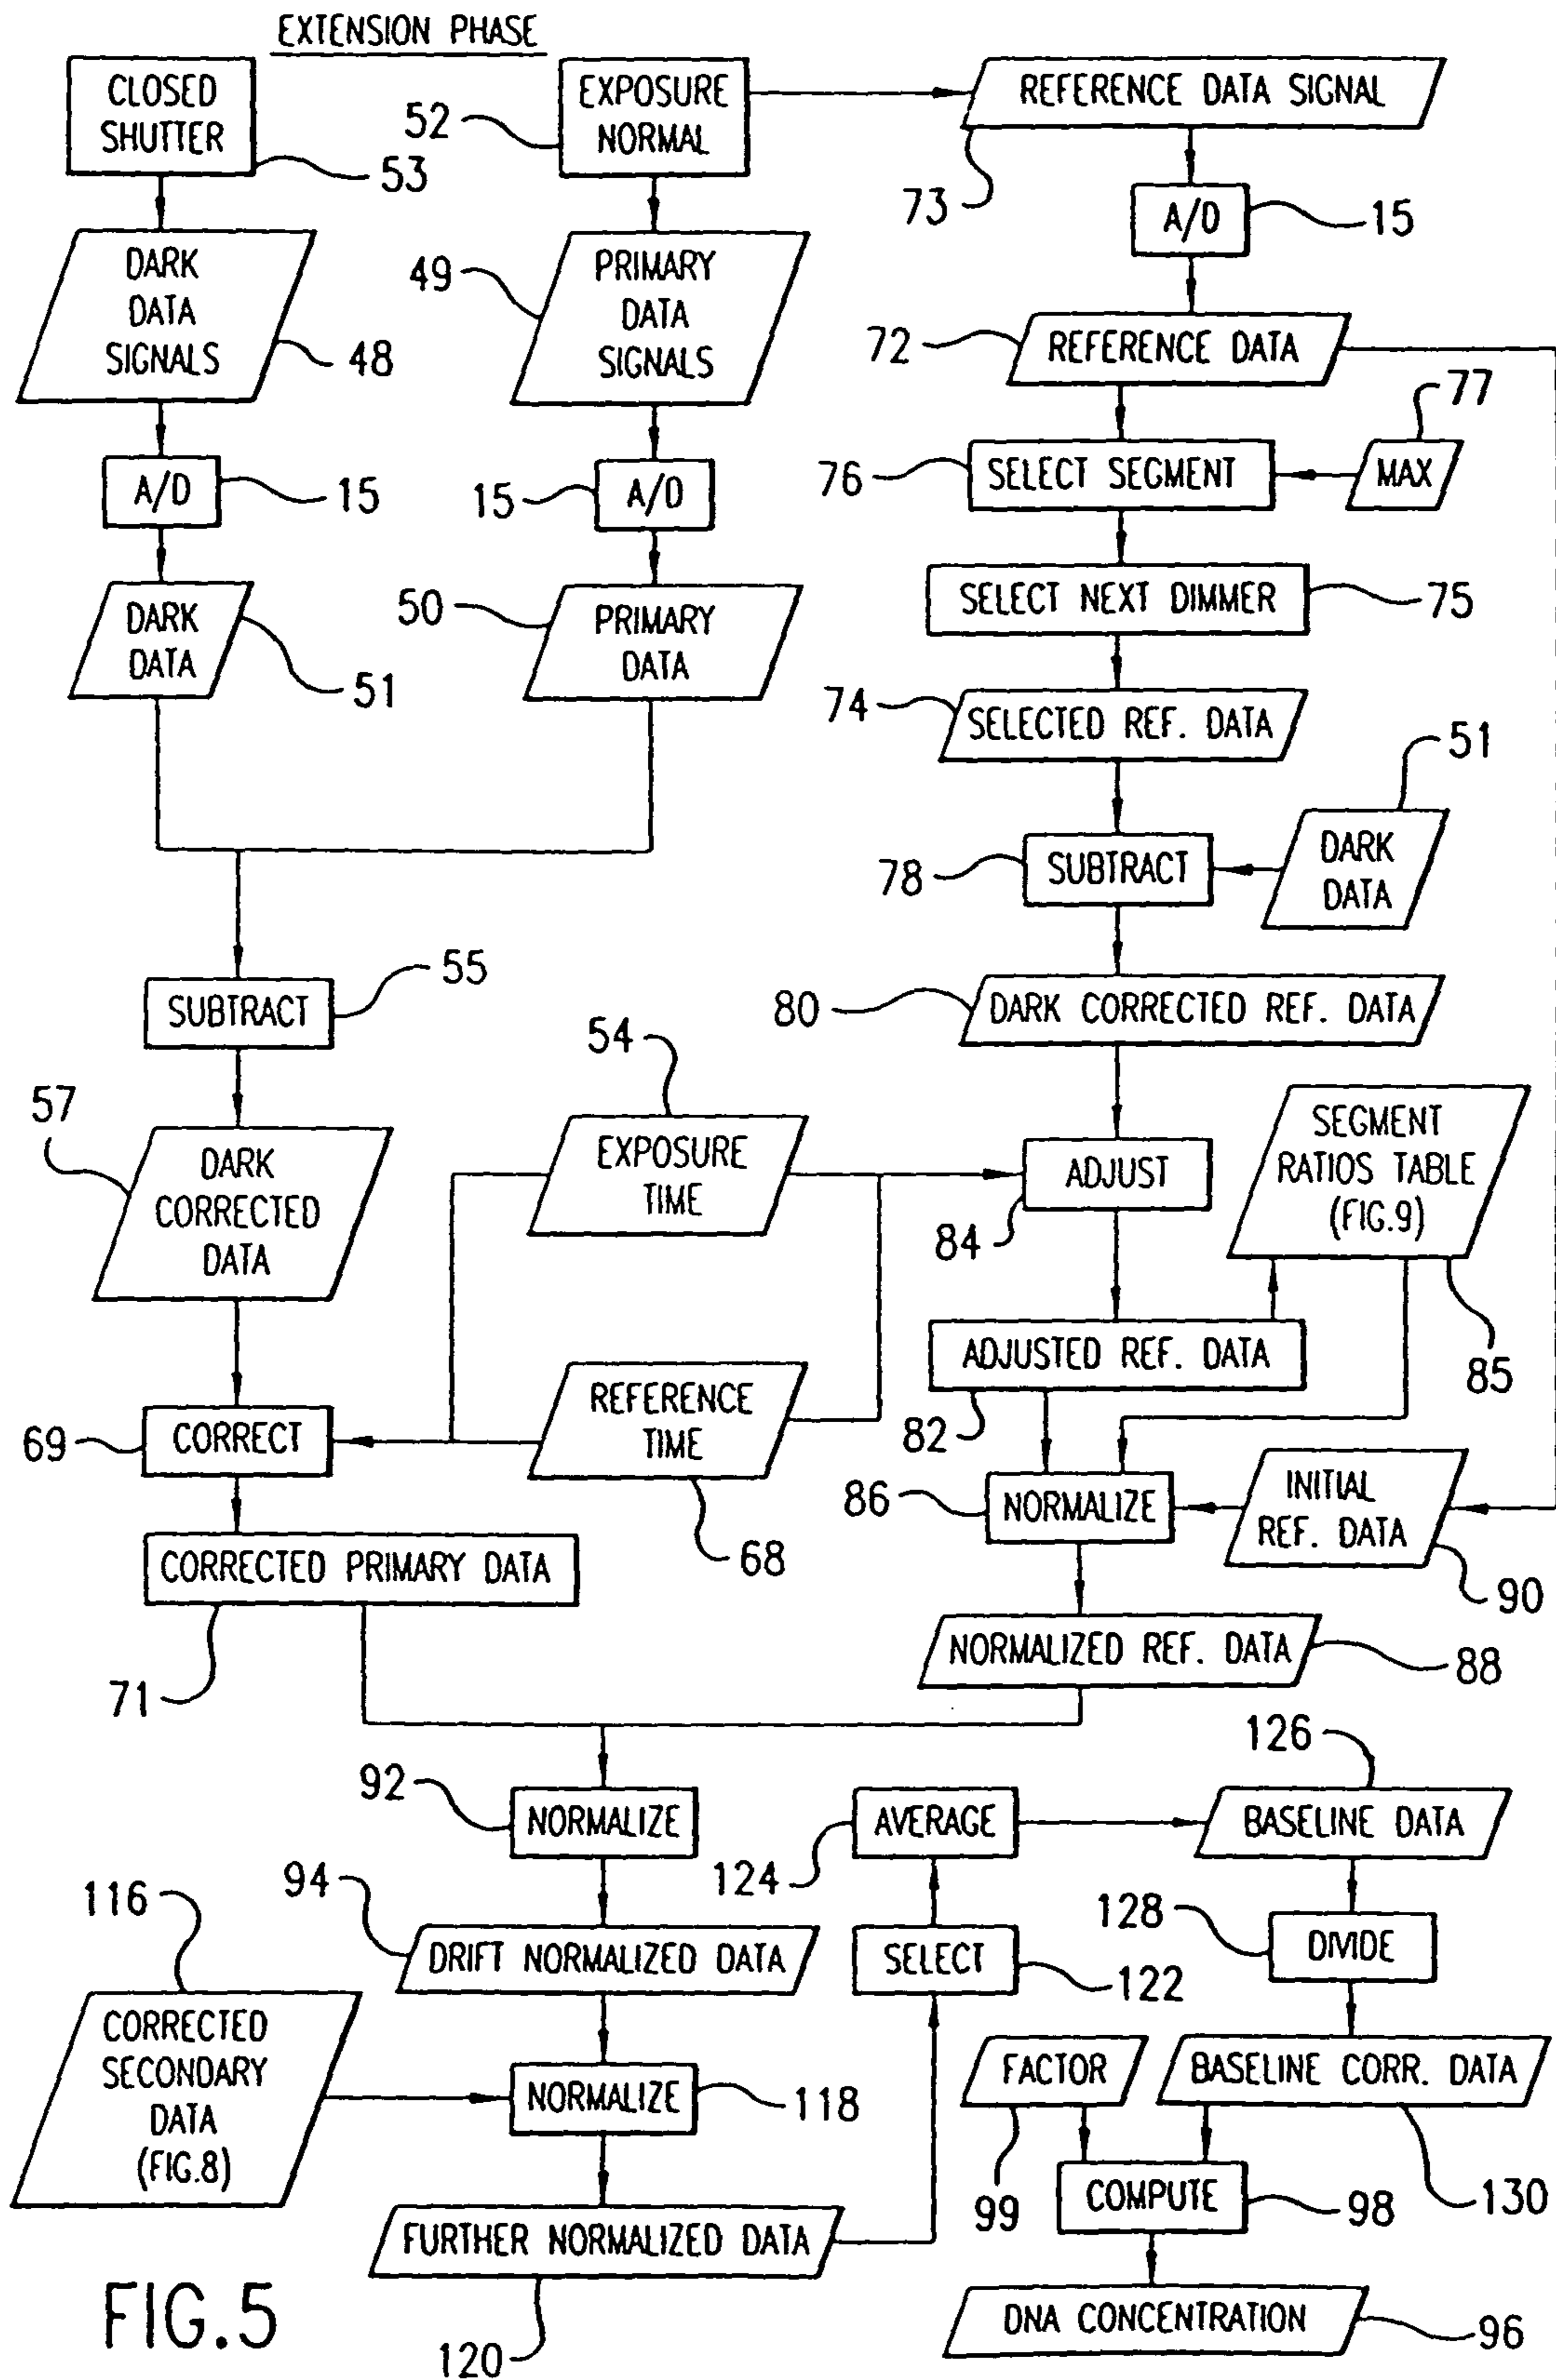 EXTENSION PHASE
CLOSED
SHUTTER
53
52
EXPOSURE
NORMAL
REFERENCE DATA SIGNAL
73
A/D
15
DARK
DATA
SIGNALS
48
49
PRIMARY
DATA
SIGNALS
72
REFERENCE DATA
77
76
SELECT SEGMENT
MAX
A/D
15
15
A/D
SELECT NEXT DIMMER
75
DARK
DATA
51
50
PRIMARY
DATA
74
SELECTED REF. DATA
51
78
SUBTRACT
DARK
DATA
SUBTRACT
55
80
DARK CORRECTED REF. DATA
54
57
DARK
CORRECTED
DATA
EXPOSURE
TIME
ADJUST
84
SEGMENT
RATIOS TABLE
(FIG.9)
85
ADJUSTED REF. DATA
82
69
CORRECT
REFERENCE
TIME
68
86
NORMALIZE
INITIAL
REF. DATA
90
CORRECTED PRIMARY DATA
71
NORMALIZED REF. DATA
88
92
NORMALIZE
124
AVERAGE
126
BASELINE DATA
94
DRIFT NORMALIZED DATA
SELECT
122
128
DIVIDE
116
CORRECTED
SECONDARY
DATA
(FIG.8)
NORMALIZE
118
FACTOR
99
BASELINE CORR. DATA
130
FURTHER NORMALIZED DATA
120
COMPUTE
98
DNA CONCENTRATION
96
FIG.5